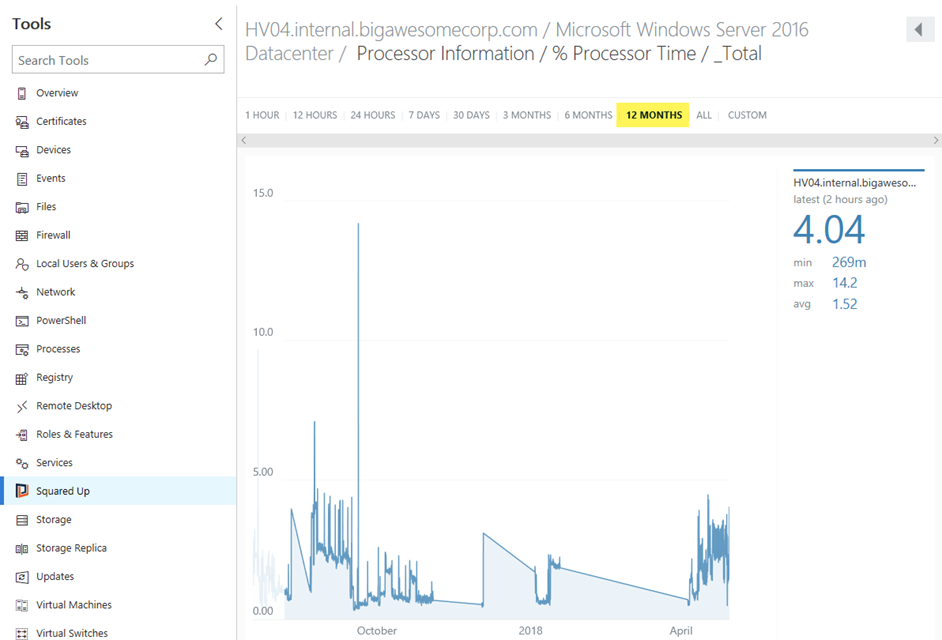 Tools
Search Tools
Overview
Certificates
Devices
Events
Files
Firewall
Local Users & Groups
Network
PowerShell
Processes
Registry
Remote Desktop
Roles & Features
Services
Squared Up
Storage
Storage Replica
Updates
Virtual Machines
Virtual Switches
HV04.internal.bigawesomecorp.com / Microsoft Windows Server 2016
Datacenter / Processor Information / % Processor Time / _Total
1 HOUR 12 HOURS 24 HOURS 7 DAYS 30 DAYS 3 MONTHS 6 MONTHS 12 MONTHS ALL CUSTOM
15.0
10.0
5.00
0.00
October 2018 April
HV04.internal.bigaweso...
latest (2 hours ago)
4.04
min 269m
max 14.2
avg 1.52